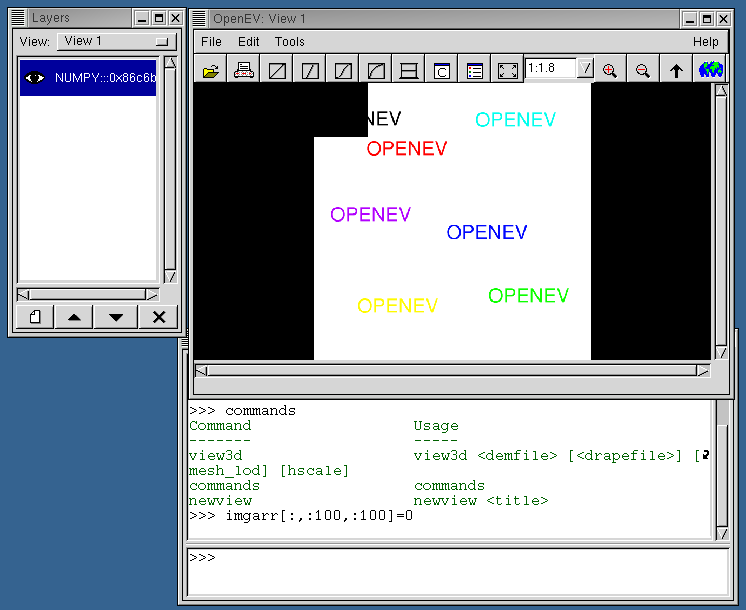 Layers
View: View 1
NUMPY:::0x86c6b
OpenEV: View 1
File Edit Tools Help
C 1:1.8
NEV
OPENEV
OPENEV
OPENEV
OPENEV
OPENEV
OPENEV
>>> commands
Command Usage
------- -----
view3d view3d <demfile> [<drapefile>] [
mesh_lod] [hscale]
commands commands
newview newview <title>
>>> imgarr[:,:100,:100]=0
>>>